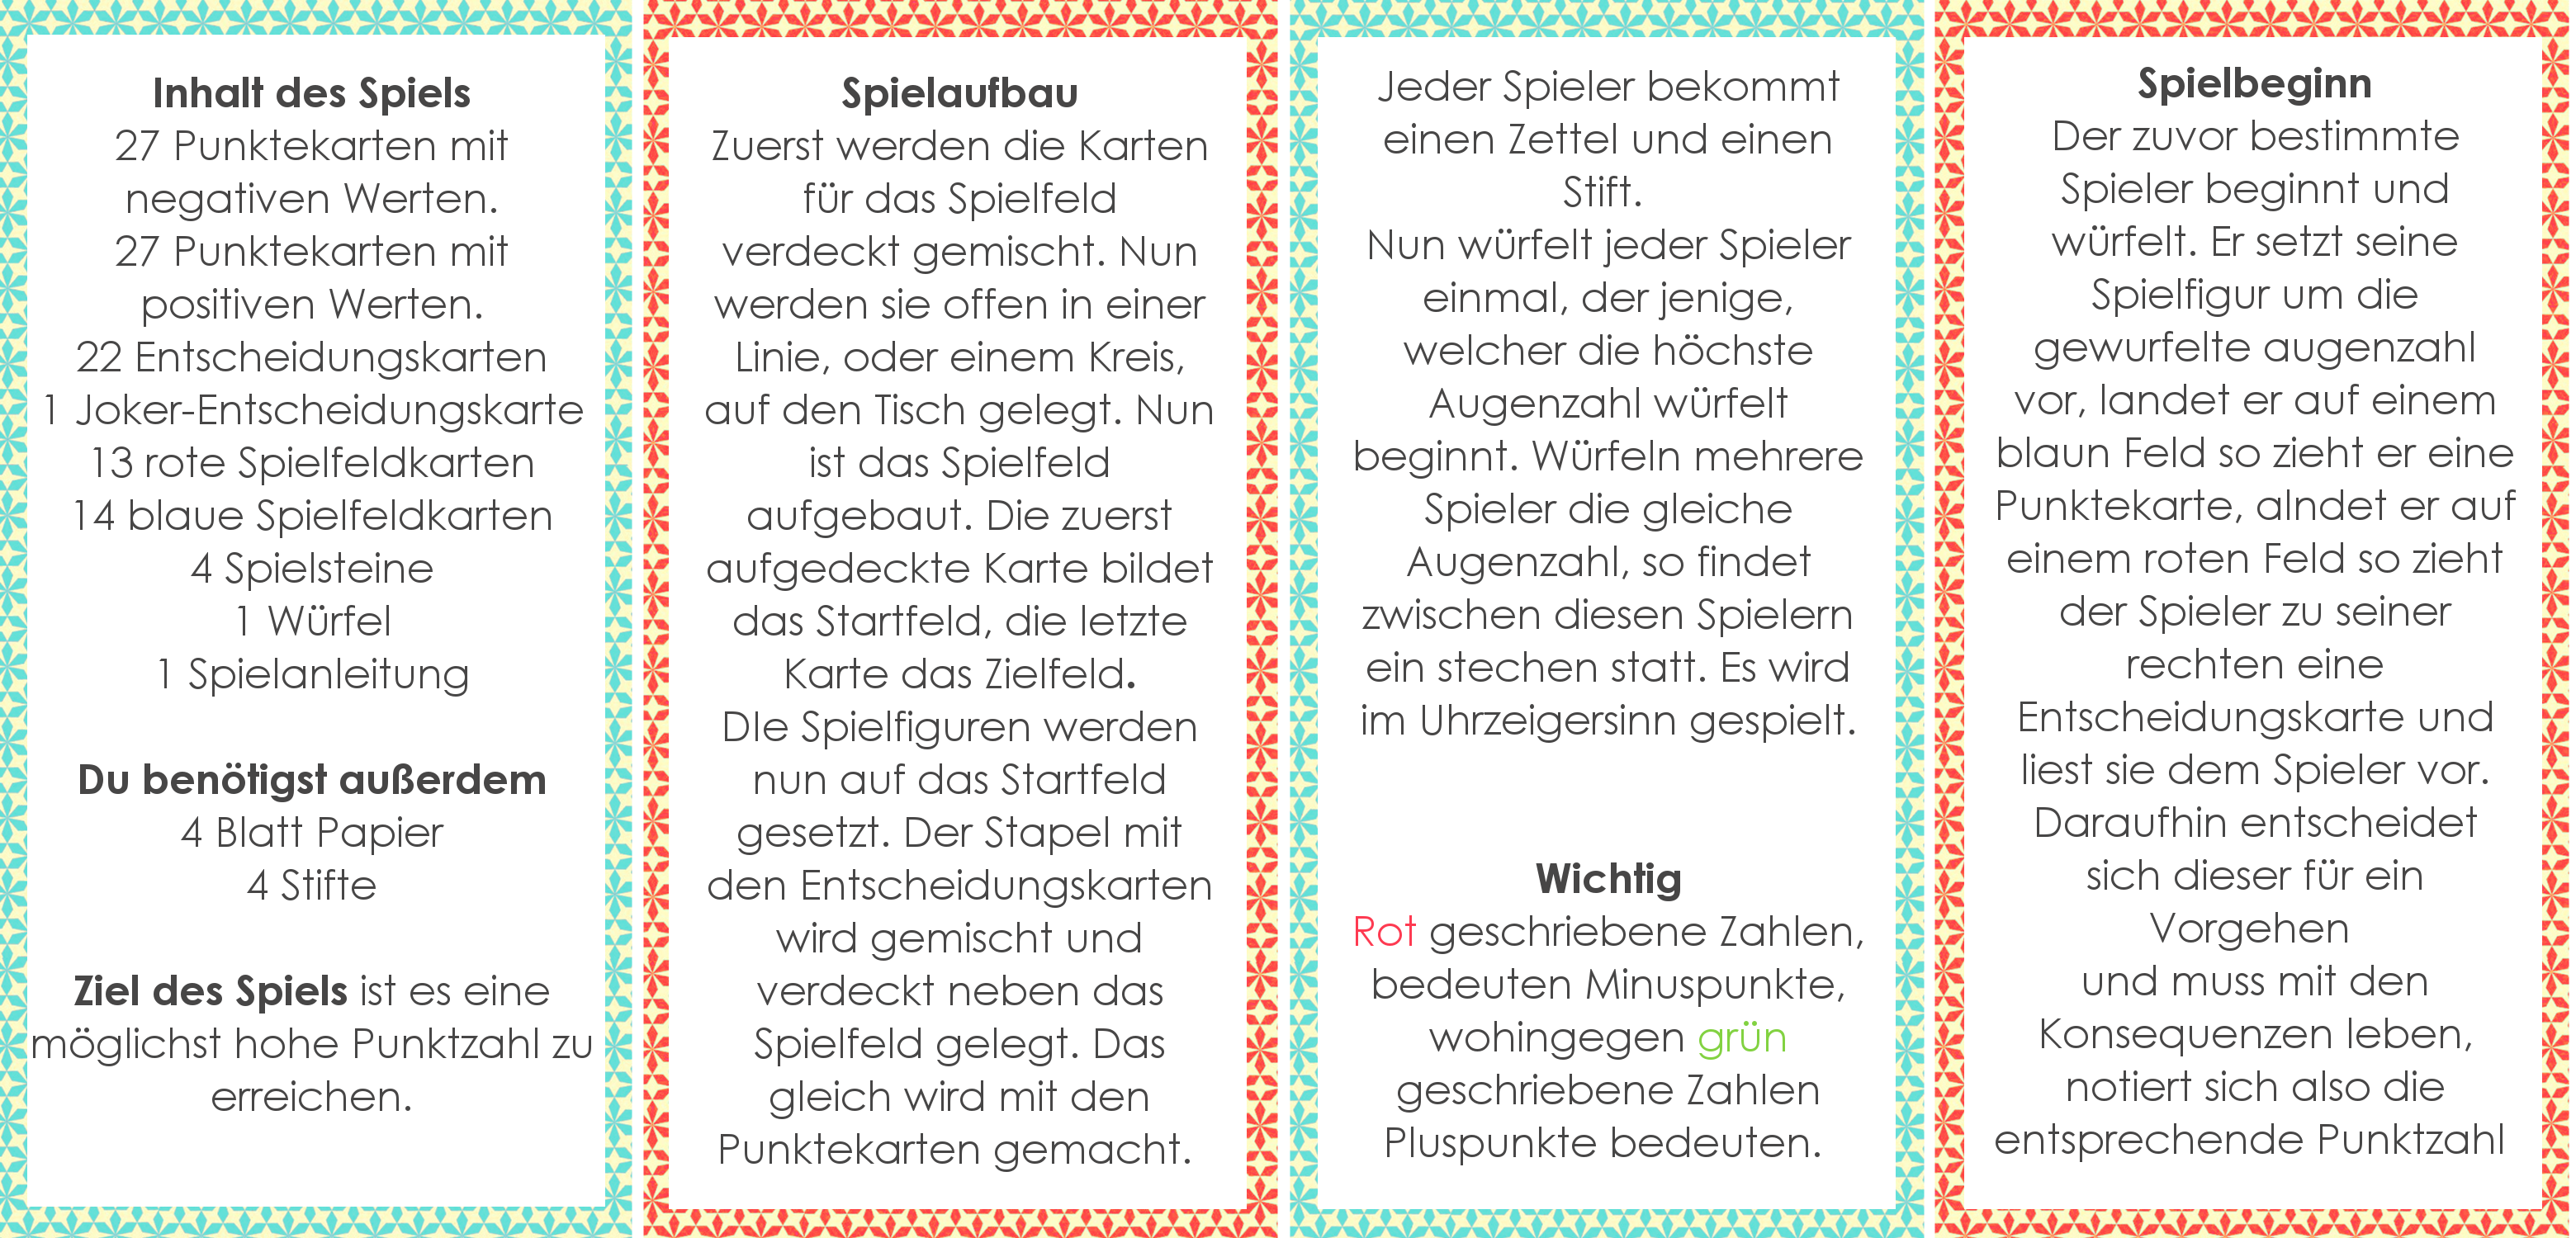 Inhalt des Spiels
27 Punktekarten mit
negativen Werten.
27 Punktekarten mit
positiven Werten.
22 Entscheidungskarten
1 Joker-Entscheidungskarte
13 rote Spielfeldkarten
14 blaue Spielfeldkarten
4 Spielsteine
1 Würfel
1 Spielanleitung
Du benötigst außerdem
4 Blatt Papier
4 Stifte
Ziel des Spiels ist es eine
möglichst hohe Punktzahl zu
erreichen.
Spielaufbau
Zuerst werden die Karten
für das Spielfeld
verdeckt gemischt. Nun
werden sie offen in einer
Linie, oder einem Kreis,
auf den Tisch gelegt. Nun
ist das Spielfeld
aufgebaut. Die zuerst
aufgedeckte Karte bildet
das Startfeld, die letzte
Karte das Zielfeld.
DIe Spielfiguren werden
nun auf das Startfeld
gesetzt. Der Stapel mit
den Entscheidungskarten
wird gemischt und
verdeckt neben das
Spielfeld gelegt. Das
gleich wird mit den
Punktekarten gemacht.
Jeder Spieler bekommt
einen Zettel und einen
Stift.
Nun würfelt jeder Spieler
einmal, der jenige,
welcher die höchste
Augenzahl würfelt
beginnt. Würfeln mehrere
Spieler die gleiche
Augenzahl, so findet
zwischen diesen Spielern
ein stechen statt. Es wird
im Uhrzeigersinn gespielt.
Wichtig
Rot geschriebene Zahlen,
bedeuten Minuspunkte,
wohingegen grün
geschriebene Zahlen
Pluspunkte bedeuten.
Spielbeginn
Der zuvor bestimmte
Spieler beginnt und
würfelt. Er setzt seine
Spielfigur um die
gewurfelte augenzahl
vor, landet er auf einem
blaun Feld so zieht er eine
Punktekarte, alndet er auf
einem roten Feld so zieht
der Spieler zu seiner
rechten eine
Entscheidungskarte und
liest sie dem Spieler vor.
Daraufhin entscheidet
sich dieser für ein
Vorgehen
und muss mit den
Konsequenzen leben,
notiert sich also die
entsprechende Punktzahl